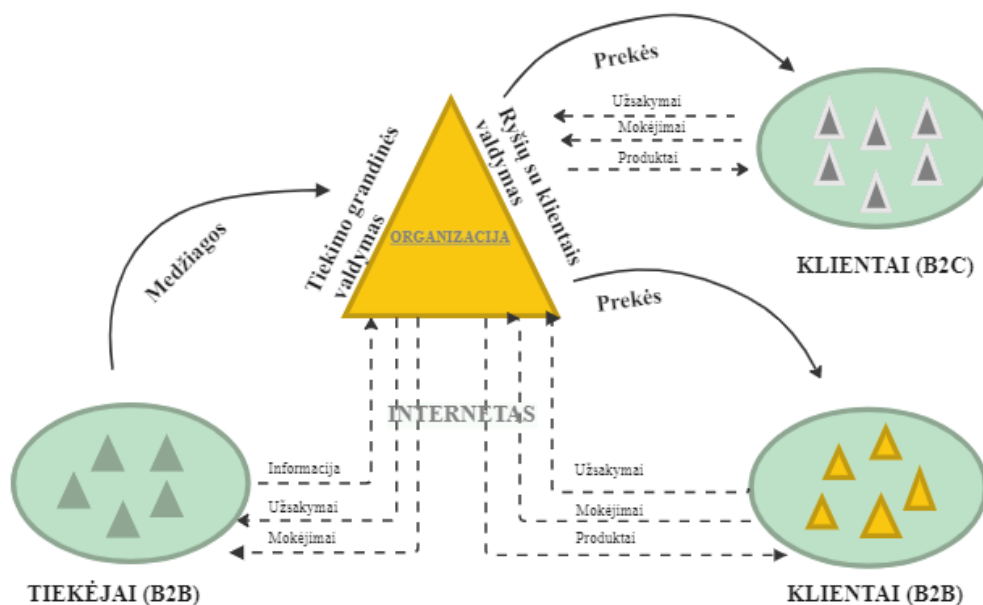 Prekės
Užsakymai
Mokėjimai
Produktai
KLIENTAI (B2C)
Ryšių su klientais
valdymas
Tiekimo grandinės
valdymas
ORGANIZACIJA
Medžiagos
Prekės
INTERNETAS
Informacija
Užsakymai
Mokėjimai
TIEKĖJAI (B2B)
Užsakymai
Mokėjimai
Produktai
KLIENTAI (B2B)